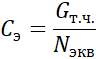 Cэ = Gт.ч. / Nэкв